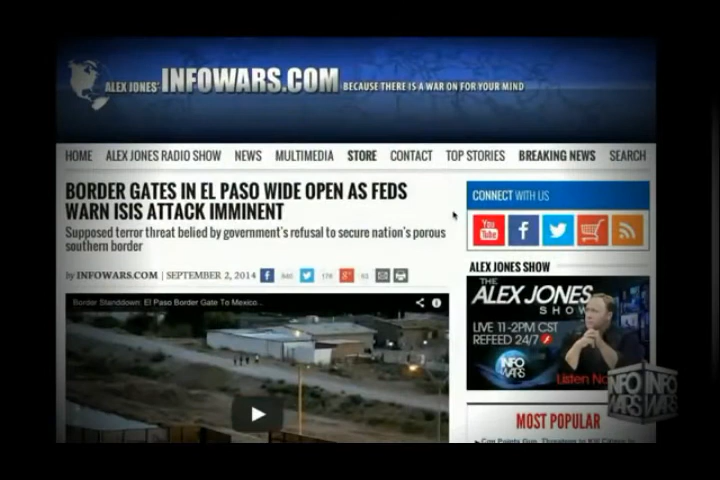 ALEX JONES' INFOWARS.COM BECAUSE THERE IS A WAR ON FOR YOUR MIND
HOME ALEX JONES RADIO SHOW NEWS MULTIMEDIA STORE CONTACT TOP STORIES BREAKING NEWS SEARCH
BORDER GATES IN EL PASO WIDE OPEN AS FEDS
WARN ISIS ATTACK IMMINENT
Supposed terror threat belied by government's refusal to secure nation's porous
southern border
by INFOWARS.COM | SEPTEMBER 2, 2014
Border Standdown: El Paso Border Gate To Mexico...
CONNECT WITH US
You
Tube
ALEX JONES SHOW
THE
ALEX JONES
SHOW
LIVE 11-2PM CST
REFEED 24/7
INFO
WARS
Listen
INFO INFO
WARS WARS
MOST POPULAR